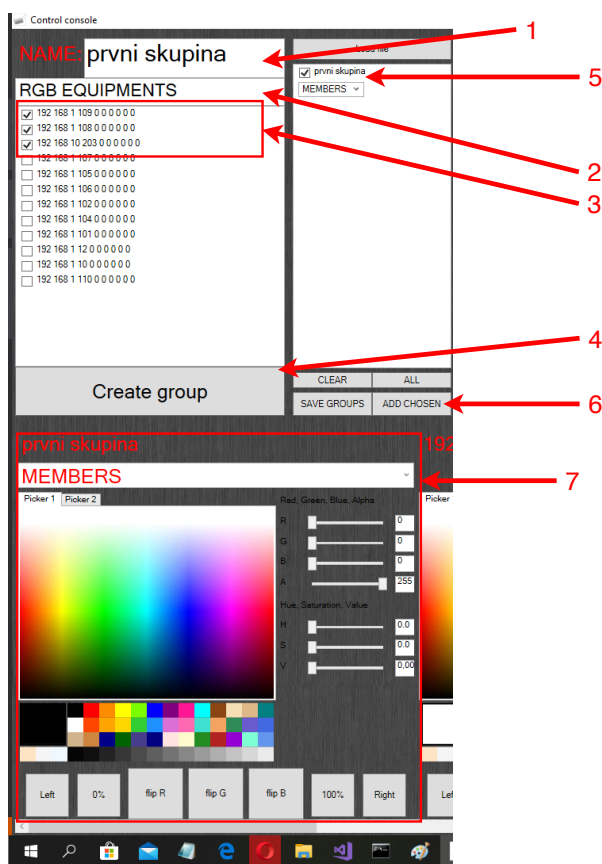 Control console
1
NAME: prvni skupina
Load file
prvni skupina
5
MEMBERS
RGB EQUIPMENTS
192 168 1 109 0 0 0 0 0 0
192 168 1 108 0 0 0 0 0 0
192 168 10 203 0 0 0 0 0 0
192 168 1 107 0 0 0 0 0 0
2
192 168 1 105 0 0 0 0 0 0
192 168 1 106 0 0 0 0 0 0
192 168 1 102 0 0 0 0 0 0
3
192 168 1 104 0 0 0 0 0 0
192 168 1 101 0 0 0 0 0 0
192 168 1 12 0 0 0 0 0 0
192 168 1 10 0 0 0 0 0 0
192 168 1 110 0 0 0 0 0 0
4
Create group
CLEAR ALL
SAVE GROUPS ADD CHOSEN
6
prvni skupina
192
MEMBERS
7
Picker 1 Picker 2
Red, Green, Blue, Alpha
Picker
R 0
G 0
B 0
A 255
Hue, Saturation, Value
H 0.0
S 0.0
V 0,00
Left 0% flip R flip G flip B 100% Right Lef